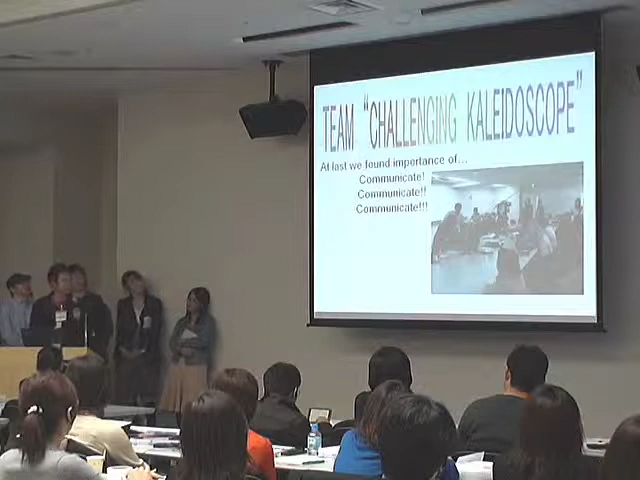 TEAM "CHALLENGING KALEIDOSCOPE"
At last we found importance of...
Communicate!
Communicate!!
Communicate!!!